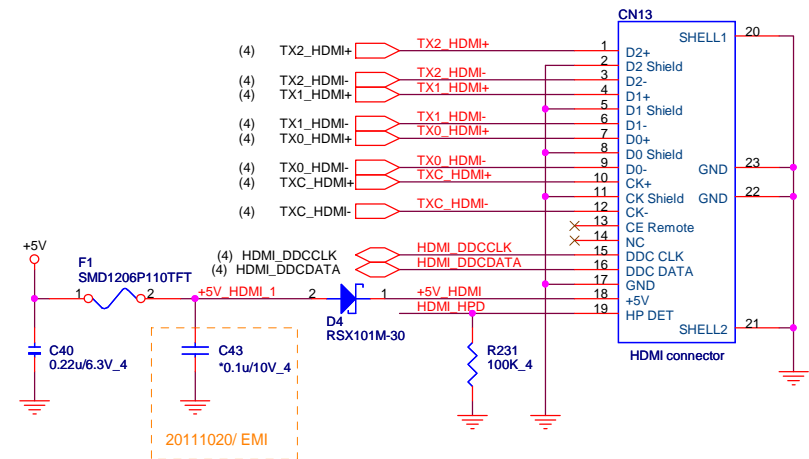 CN13
(4) TX2_HDMI+ TX2_HDMI+ 1 D2+ SHELL1 20
2 D2 Shield
(4) TX2_HDMI- TX2_HDMI- 3 D2-
(4) TX1_HDMI+ TX1_HDMI+ 4 D1+
5 D1 Shield
(4) TX1_HDMI- TX1_HDMI- 6 D1-
(4) TX0_HDMI+ TX0_HDMI+ 7 D0+
8 D0 Shield
(4) TX0_HDMI- TX0_HDMI- 9 D0- GND 23
(4) TXC_HDMI+ TXC_HDMI+ 10 CK+
11 CK Shield GND 22
(4) TXC_HDMI- TXC_HDMI- 12 CK-
13 CE Remote
14 NC
(4) HDMI_DDCCLK HDMI_DDCCLK 15 DDC CLK
(4) HDMI_DDCDATA HDMI_DDCDATA 16 DDC DATA
17 GND
+5V_HDMI 18 +5V
HDMI_HPD 19 HP DET
SHELL2 21
HDMI connector
+5V
F1
SMD1206P110TFT
1 2 +5V_HDMI_1 2 1
D4
RSX101M-30
C40
0.22u/6.3V_4
C43
*0.1u/10V_4
R231
100K_4
20111020/ EMI